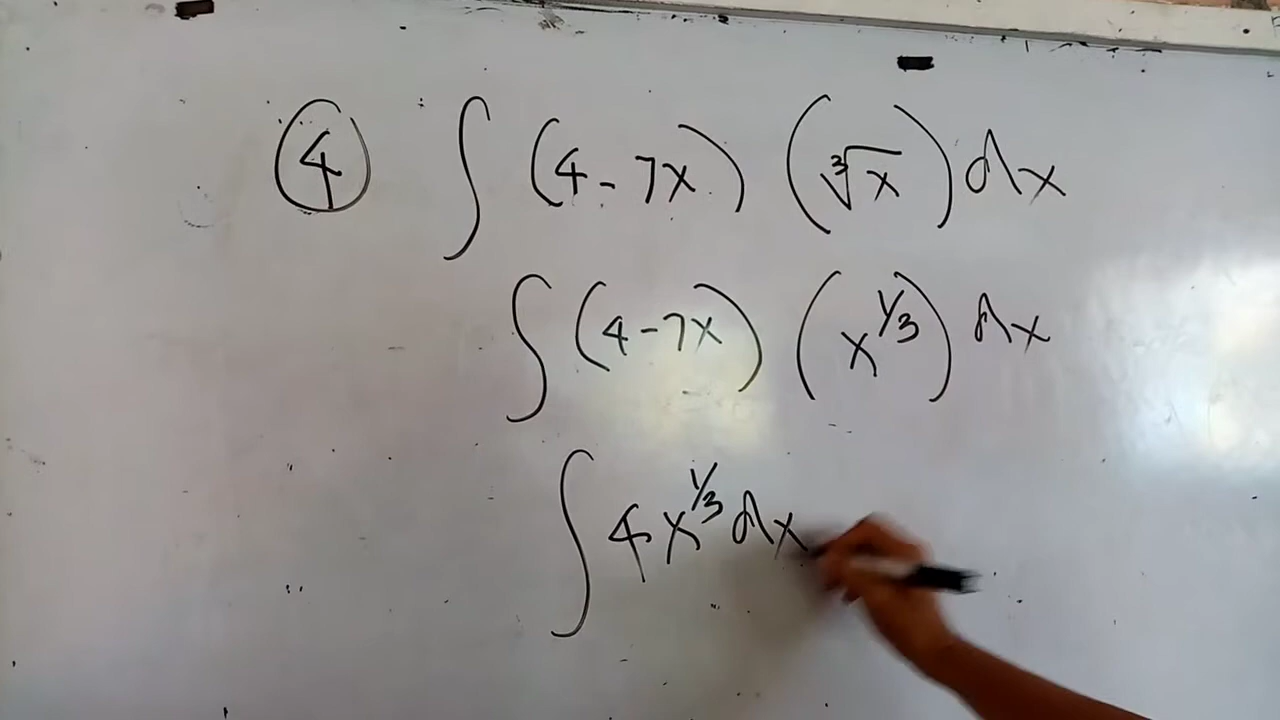 ④ ∫ (4-7x) (∛x) dx
∫ (4-7x) (x^{1/3}) dx
∫ 4x^{1/3} dx